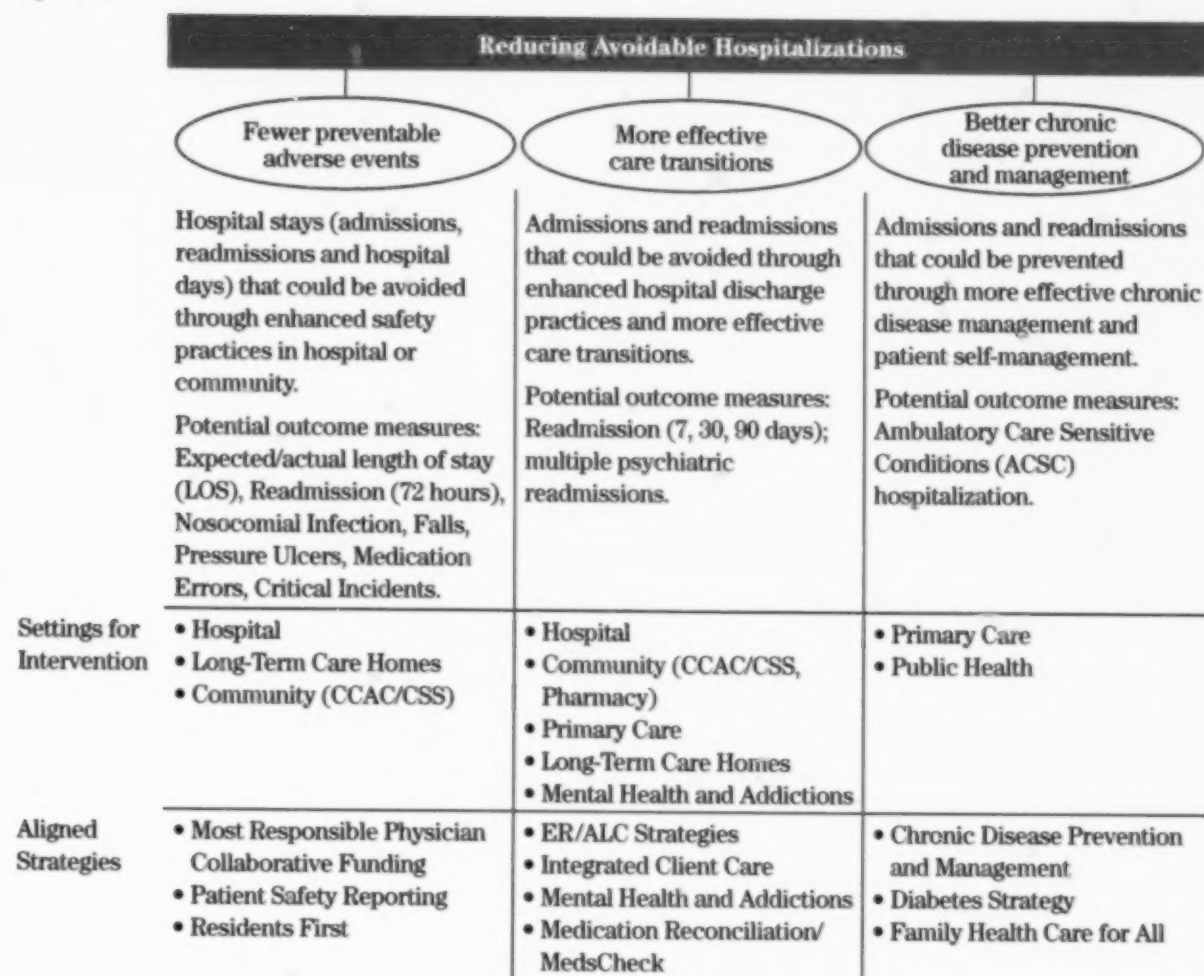 Reducing Avoidable Hospitalizations
Fewer preventable
adverse events
More effective
care transitions
Better chronic
disease prevention
and management
Hospital stays (admissions,
readmissions and hospital
days) that could be avoided
through enhanced safety
practices in hospital or
community.
Potential outcome measures:
Expected/actual length of stay
(LOS), Readmission (72 hours),
Nosocomial Infection, Falls,
Pressure Ulcers, Medication
Errors, Critical Incidents.
Admissions and readmissions
that could be avoided through
enhanced hospital discharge
practices and more effective
care transitions.
Potential outcome measures:
Readmission (7, 30, 90 days);
multiple psychiatric
readmissions.
Admissions and readmissions
that could be prevented
through more effective chronic
disease management and
patient self-management.
Potential outcome measures:
Ambulatory Care Sensitive
Conditions (ACSC)
hospitalization.
Settings for
Intervention
• Hospital
• Long-Term Care Homes
• Community (CCAC/CSS)
• Hospital
• Community (CCAC/CSS,
Pharmacy)
• Primary Care
• Long-Term Care Homes
• Mental Health and Addictions
• Primary Care
• Public Health
Aligned
Strategies
• Most Responsible Physician
Collaborative Funding
• Patient Safety Reporting
• Residents First
• ER/ALC Strategies
• Integrated Client Care
• Mental Health and Addictions
• Medication Reconciliation/
MedsCheck
• Chronic Disease Prevention
and Management
• Diabetes Strategy
• Family Health Care for All